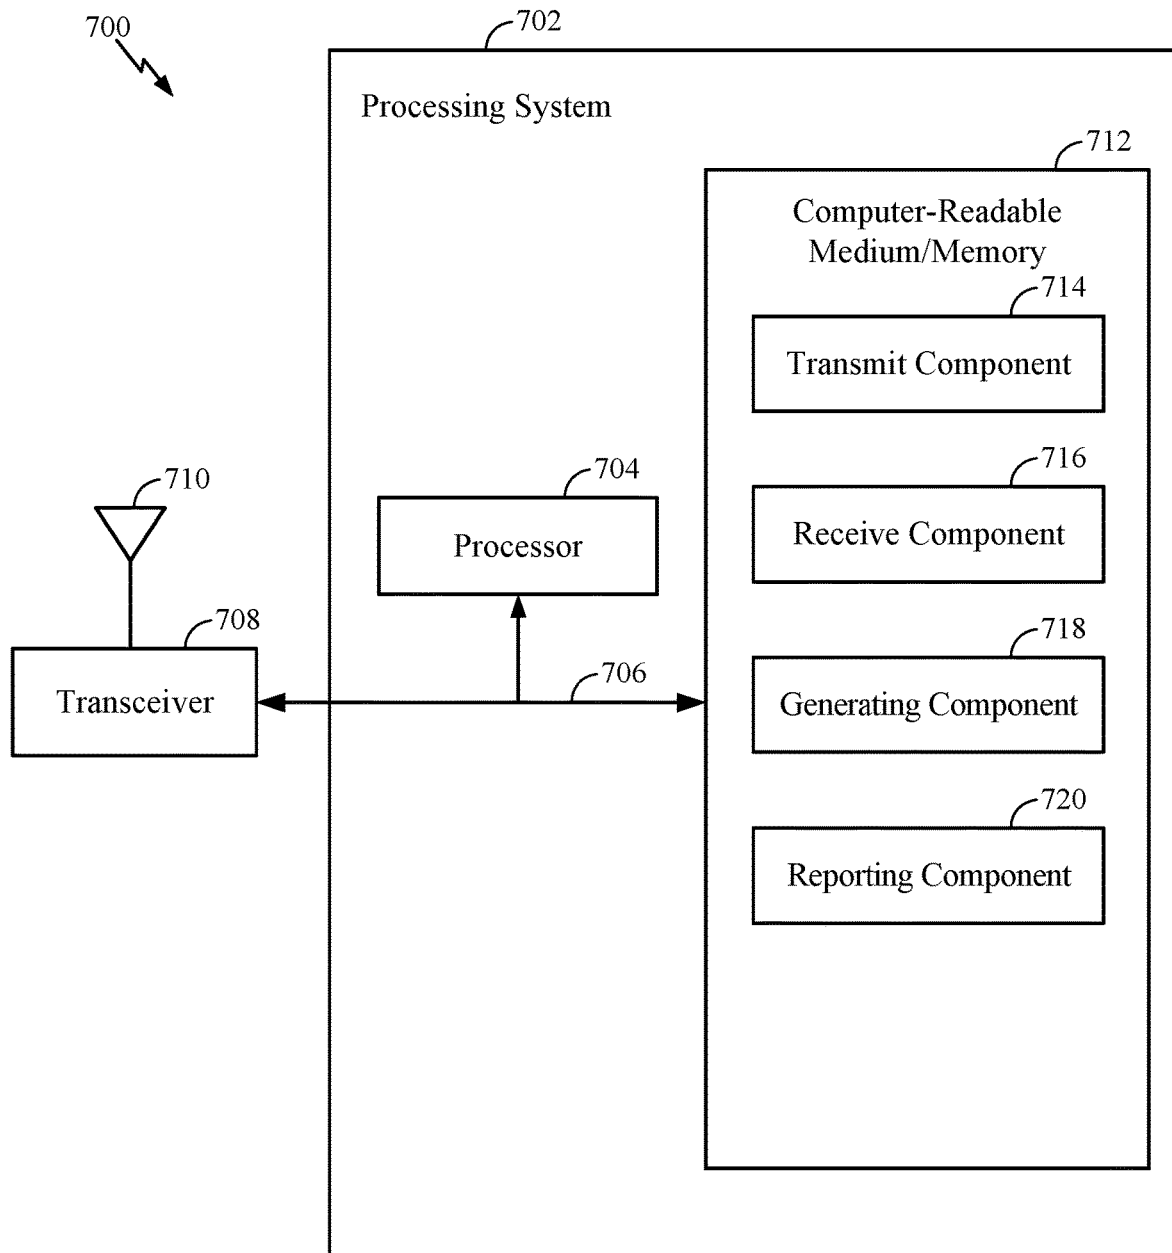 700
702
Processing System
712
Computer-Readable
Medium/Memory
714
Transmit Component
710
704
716
Processor
Receive Component
708
718
Transceiver
706
Generating Component
720
Reporting Component